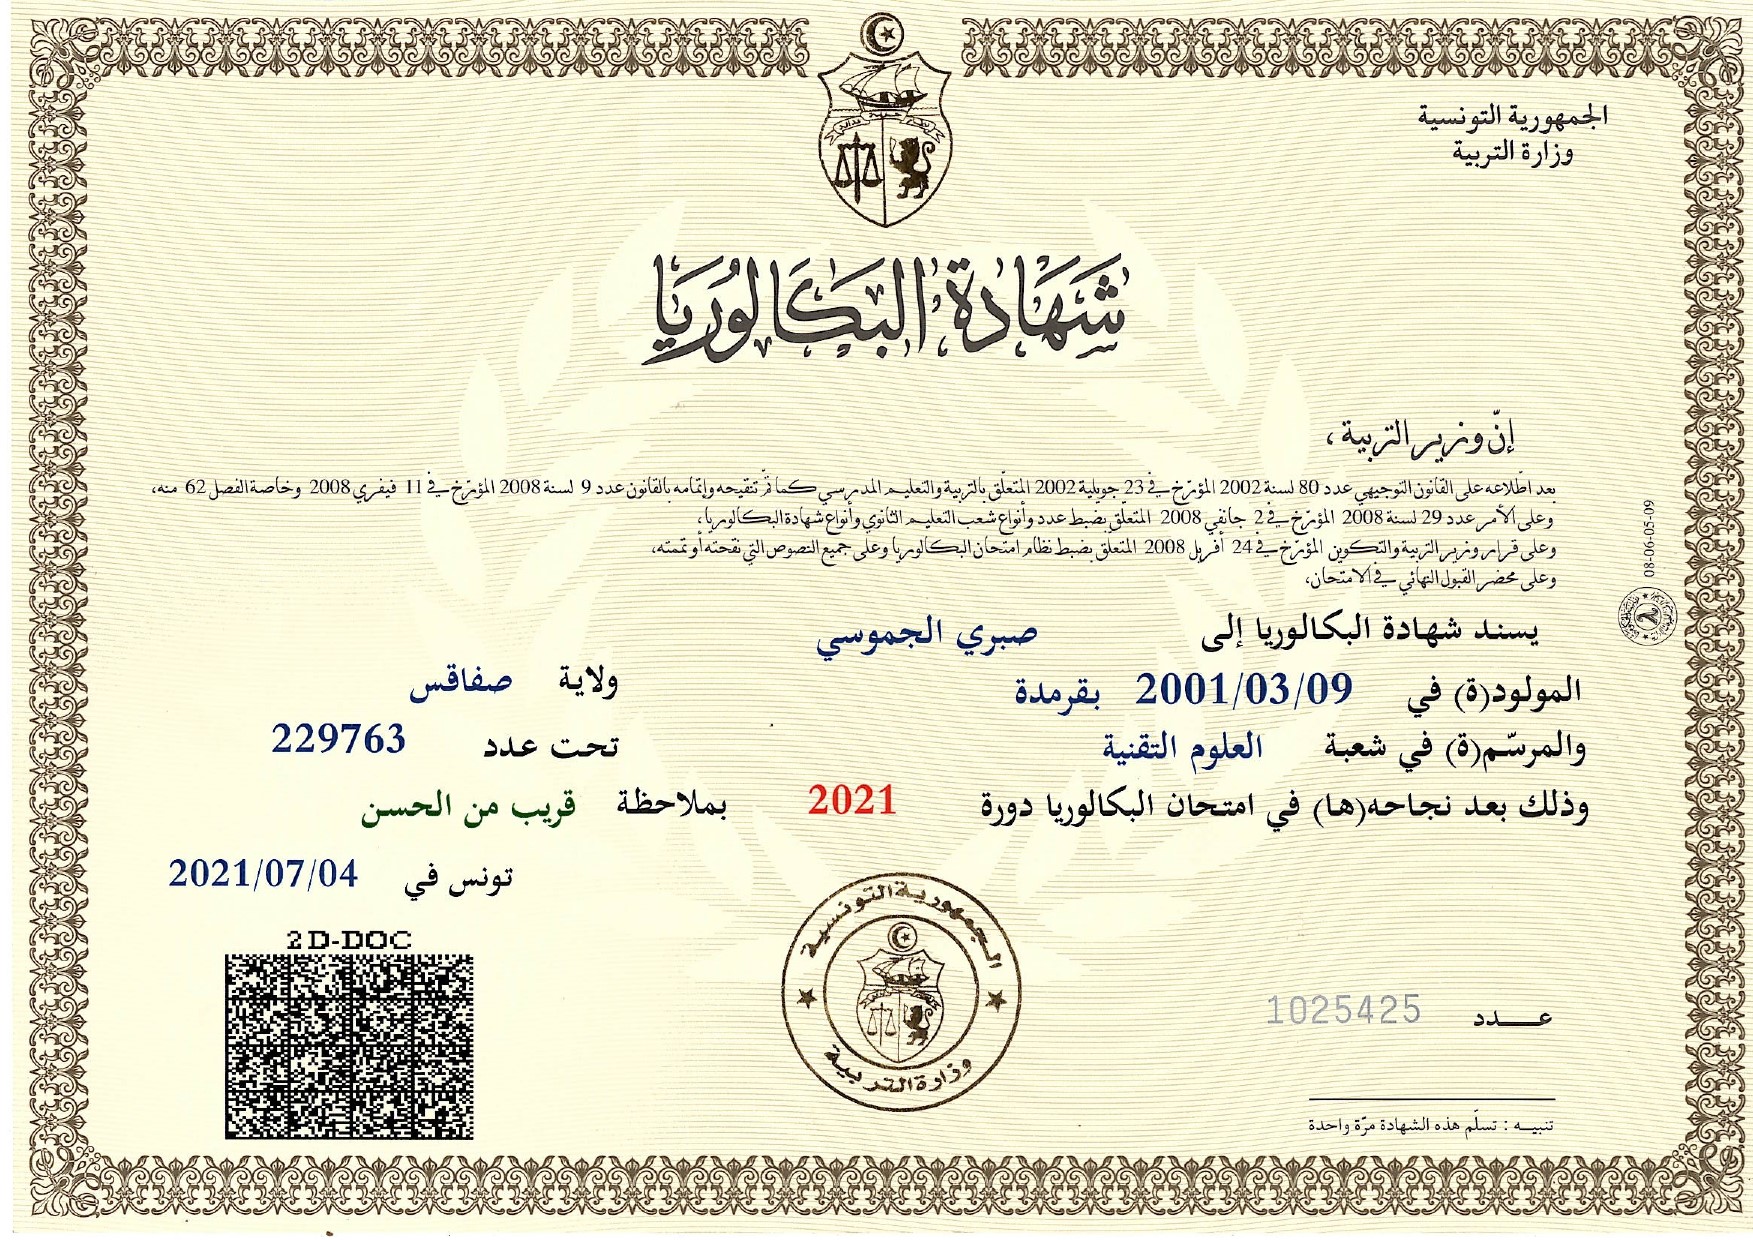 الجمهورية التونسية
وزارة التربية
شهادة البكالوريا
إنّ وزير التربية،
بعد اطّلاعه على القانون التوجيهي عدد 80 لسنة 2002 المؤرّخ في 23 جويلية 2002 المتعلّق بالتربية والتعليم المدرسي كما تمّ تنقيحه وإتمامه بالقانون عدد 9 لسنة 2008 المؤرّخ في 11 فيفري 2008 وخاصة الفصل 62 منه،
وعلى الأمر عدد 29 لسنة 2008 المؤرّخ في 2 جانفي 2008 المتعلّق بضبط عدد وأنواع شعب التعليم الثانوي وأنواع شهادة البكالوريا،
وعلى قرار وزير التربية والتكوين المؤرّخ في 24 أفريل 2008 المتعلّق بضبط نظام امتحان البكالوريا وعلى جميع النصوص التي نقحته أو تممته،
وعلى محضر القبول النهائي في الامتحان،
08-06-05-09
يسند شهادة البكالوريا إلى صبري الجموسي
المولود(ة) في 2001/03/09 بقرمدة ولاية صفاقس
والمرسّم(ة) في شعبة العلوم التقنية تحت عدد 229763
وذلك بعد نجاحه(ها) في امتحان البكالوريا دورة 2021 بملاحظة قريب من الحسن
تونس في 2021/07/04
2D-DOC
الجمهورية التونسية
وزارة التربية
عـــدد 1025425
تنبيـه : تسلّم هذه الشهادة مرّة واحدة